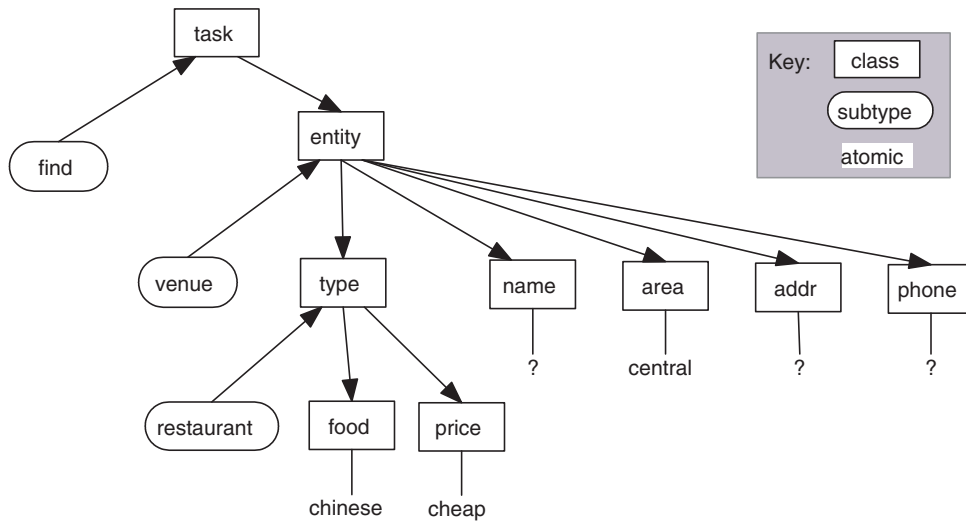 task
Key:
class
subtype
atomic
entity
find
venue
type
name
area
addr
phone
?
central
?
?
restaurant
food
price
chinese
cheap